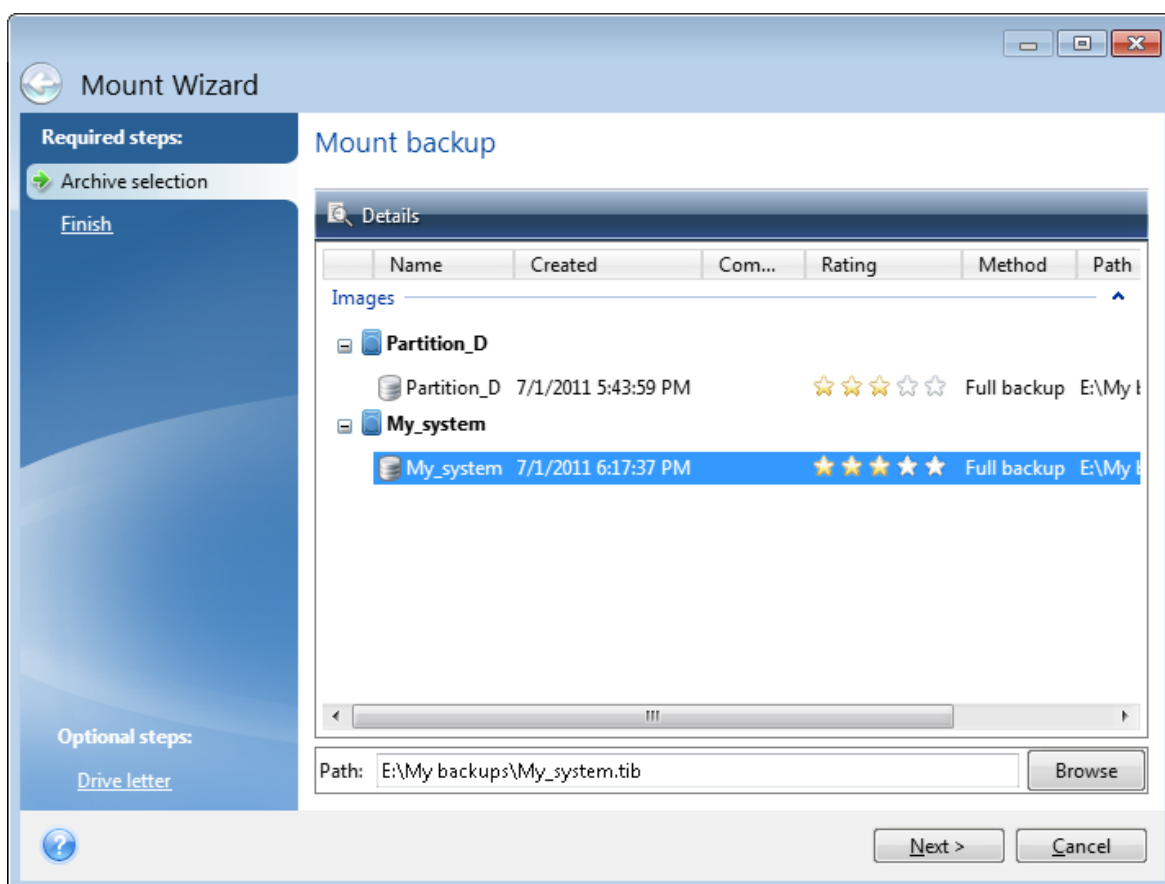 Mount Wizard
Required steps:
Archive selection
Finish
Mount backup
Details
Name Created Com... Rating Method Path
Images
Partition_D
Partition_D 7/1/2011 5:43:59 PM Full backup E:\My
My_system
My_system 7/1/2011 6:17:37 PM Full backup E:\My
Optional steps:
Drive letter
Path: E:\My backups\My_system.tib Browse
Next > Cancel